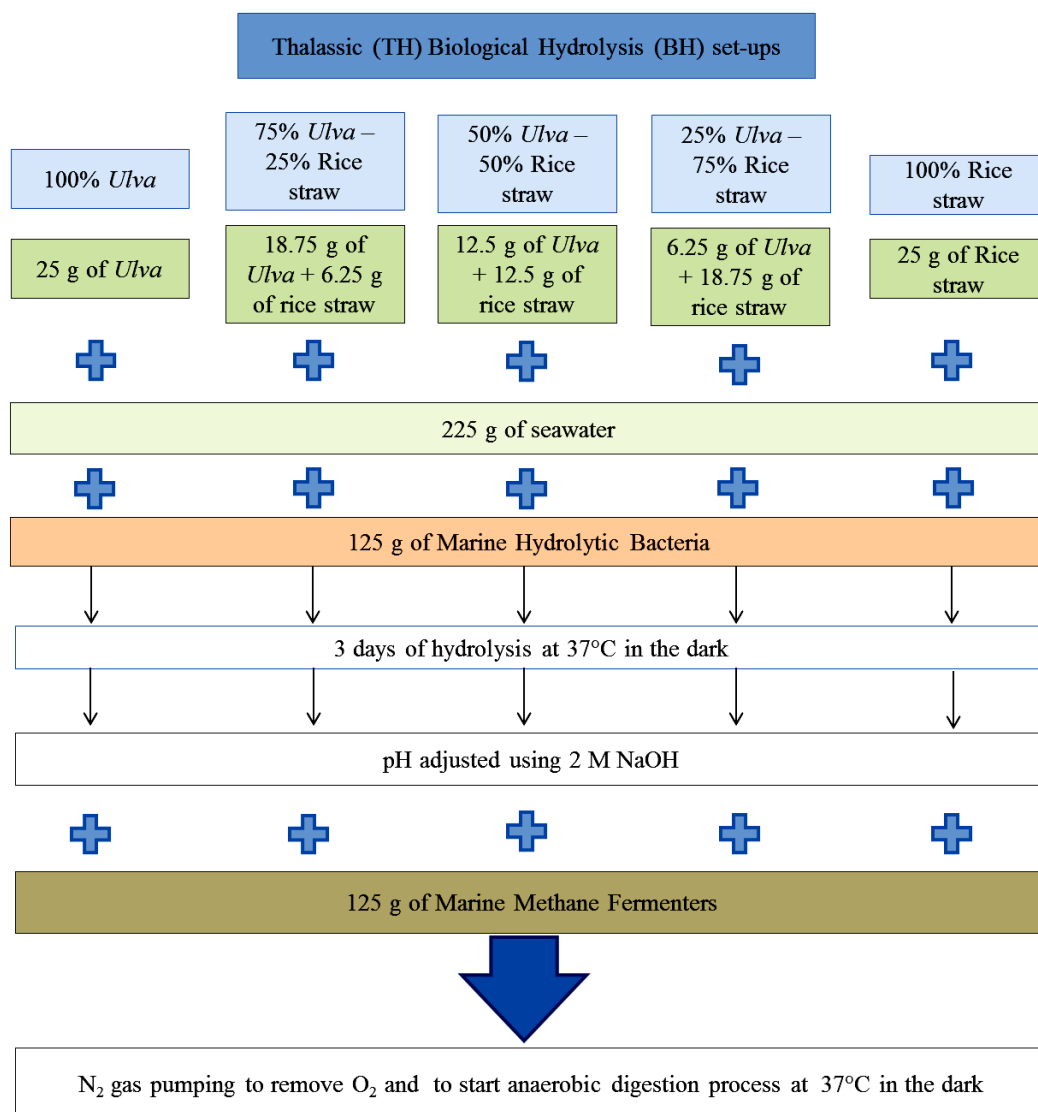 Thalassic (TH) Biological Hydrolysis (BH) set-ups
100% Ulva
75% Ulva –
25% Rice
straw
50% Ulva –
50% Rice
straw
25% Ulva –
75% Rice
straw
100% Rice
straw
25 g of Ulva
18.75 g of
Ulva + 6.25 g
of rice straw
12.5 g of Ulva
+ 12.5 g of
rice straw
6.25 g of Ulva
+ 18.75 g of
rice straw
25 g of Rice
straw
225 g of seawater
125 g of Marine Hydrolytic Bacteria
3 days of hydrolysis at 37°C in the dark
pH adjusted using 2 M NaOH
125 g of Marine Methane Fermenters
N₂ gas pumping to remove O₂ and to start anaerobic digestion process at 37°C in the dark